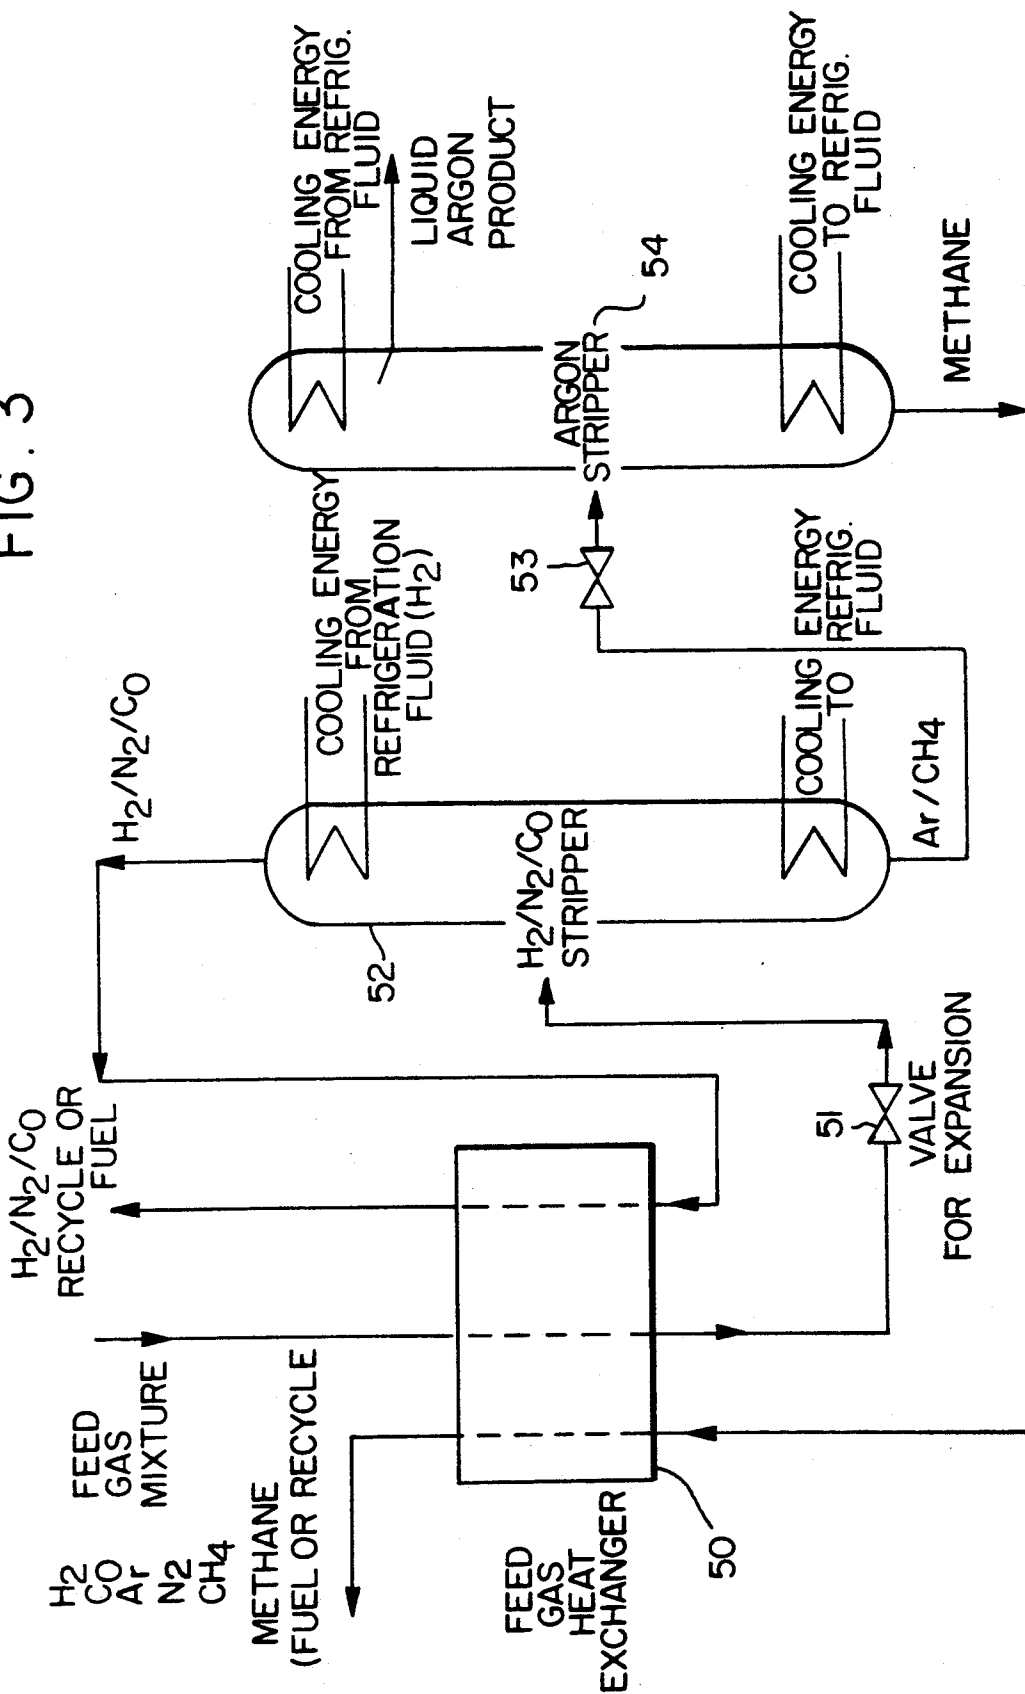 FIG. 3
H2
CO
Ar
N2
CH4
FEED
GAS
MIXTURE
H2/N2/CO
RECYCLE OR
FUEL
METHANE
(FUEL OR RECYCLE
FEED
GAS
HEAT
EXCHANGER
50
51
VALVE
FOR EXPANSION
H2/N2/CO
52
H2/N2/CO
STRIPPER
COOLING ENERGY
FROM
REFRIGERATION
FLUID (H2)
COOLING ENERGY
TO REFRIG.
FLUID
Ar/CH4
53
ARGON
STRIPPER
54
COOLING ENERGY
FROM REFRIG.
FLUID
LIQUID
ARGON
PRODUCT
COOLING ENERGY
TO REFRIG.
FLUID
METHANE